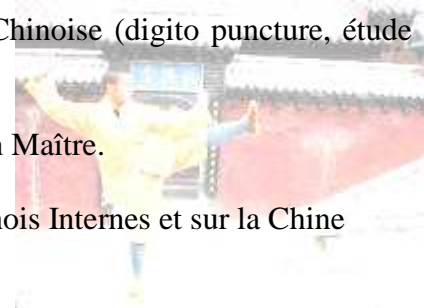 Chinoise (digito puncture, étude
Maître.
nois Internes et sur la Chine